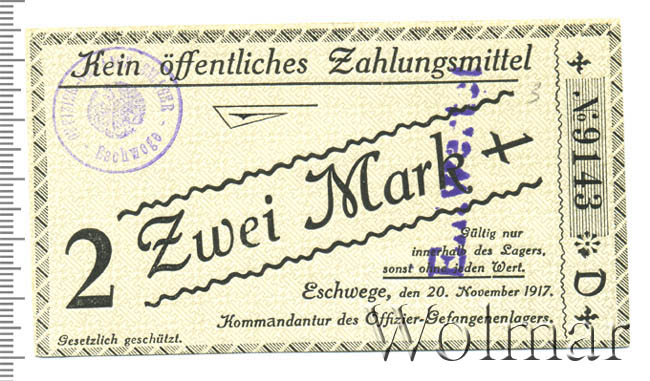 Kein öffentliches Zahlungsmittel
Eschwege
2 Zwei Mark
Gültig nur
innerhalb des Lagers,
sonst ohne jeden Wert.
Eschwege, den 20. November 1917.
Kommandantur des Offizier-Gefangenenlagers.
Gesetzlich geschützt.
No 9143
D
3
Wolmar